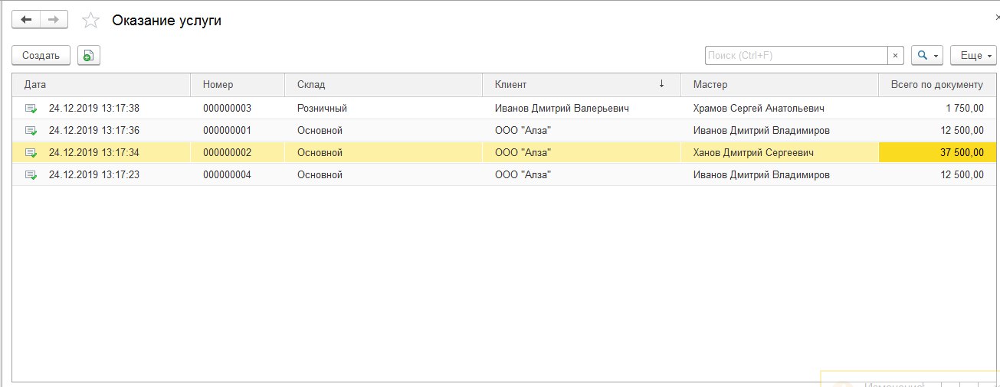 Оказание услуги
Создать Поиск (Ctrl+F) × Еще
Дата Номер Склад Клиент ↓ Мастер Всего по документу
24.12.2019 13:17:38 000000003 Розничный Иванов Дмитрий Валерьевич Храмов Сергей Анатольевич 1 750,00
24.12.2019 13:17:36 000000001 Основной ООО "Алза" Иванов Дмитрий Владимиров 12 500,00
24.12.2019 13:17:34 000000002 Основной ООО "Алза" Ханов Дмитрий Сергеевич 37 500,00
24.12.2019 13:17:23 000000004 Основной ООО "Алза" Иванов Дмитрий Владимиров 12 500,00